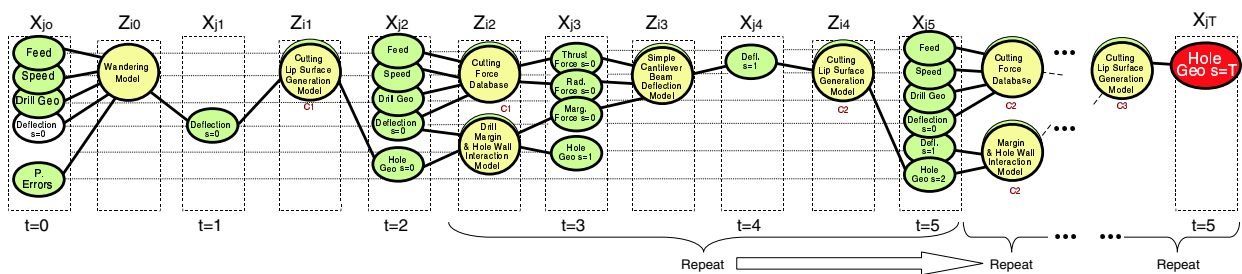 Xjo Zi0 Xj1 Zi1 Xj2 Zi2 Xj3 Zi3 Xj4 Zi4 Xj5 XjT
Feed
Speed
Drill Geo
Deflection
s=0
P.
Errors
Wandering
Model
Deflection
s=0
Cutting
Lip Surface
Generation
Model
C1
Feed
Speed
Drill Geo
Deflection
s=0
Hole
Geo s=0
Cutting
Force
Database
C1
Drill
Margin
& Hole Wall
Interaction
Model
Thrust
Force s=0
Rad.
Force s=0
Marg.
Force s=0
Hole
Geo s=1
Simple
Cantilever
Beam
Deflection
Model
Defl.
s=1
Cutting
Lip Surface
Generation
Model
C2
Feed
Speed
Drill Geo
Deflection
s=0
Defl.
s=1
Hole
Geo s=2
Cutting
Force
Database
C2
Margin
& Hole Wall
Interaction
Model
C2
Cutting
Lip Surface
Generation
Model
C3
Hole
Geo s=T
t=0 t=1 t=2 t=3 t=4 t=5 t=5
Repeat Repeat Repeat